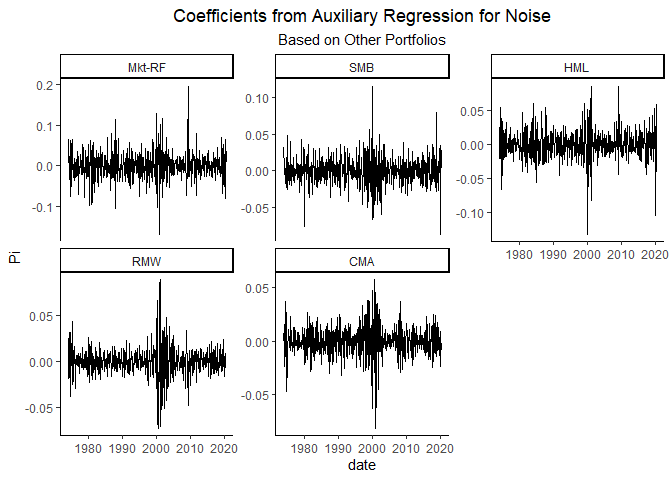 Coefficients from Auxiliary Regression for Noise
Based on Other Portfolios
Mkt-RF
SMB
HML
0.2
0.1
0.0
-0.1
0.10
0.05
0.00
-0.05
0.05
0.00
-0.05
-0.10
1980 1990 2000 2010 2020
Pi
RMW
CMA
0.05
0.00
-0.05
0.05
0.00
-0.05
1980 1990 2000 2010 2020
1980 1990 2000 2010 2020
date